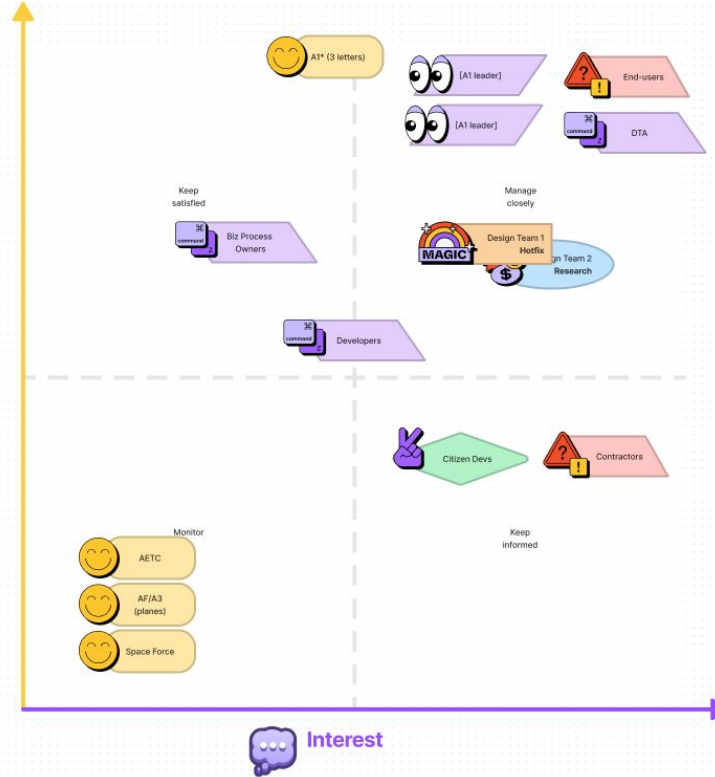 A1* (3 letters)
[A1 leader]
?
!
End-users
[A1 leader]
⌘
command
Z
DTA
Keep
satisfied
Manage
closely
⌘
command
Z
Biz Process
Owners
MAGIC
Design Team 1
Hotfix
$
gn Team 2
Research
⌘
command
Z
Developers
Citizen Devs
?
!
Contractors
Monitor
Keep
informed
AETC
AF/A3
(planes)
Space Force
Interest